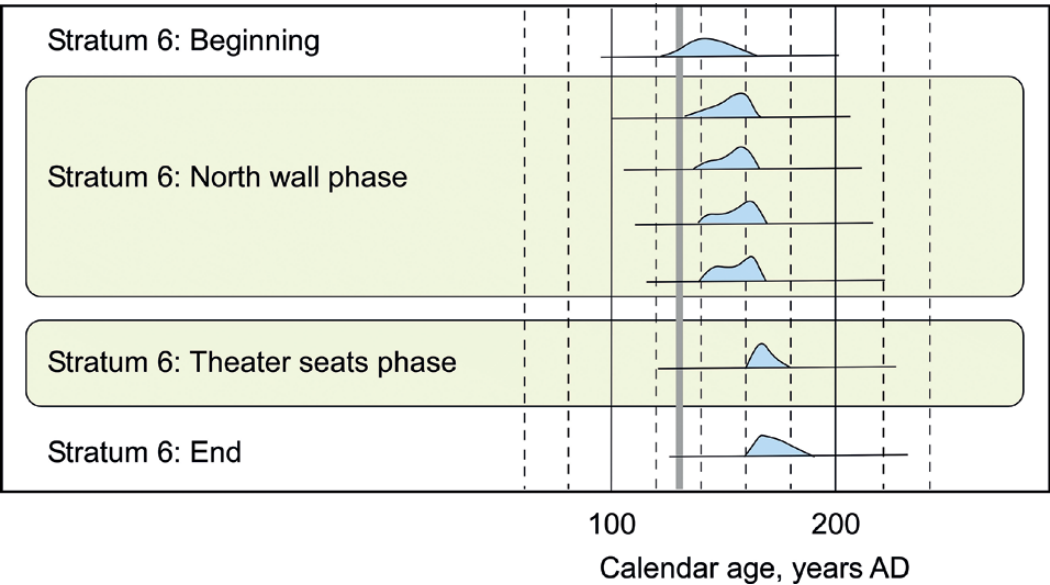 Stratum 6: Beginning
Stratum 6: North wall phase
Stratum 6: Theater seats phase
Stratum 6: End
100 200
Calendar age, years AD